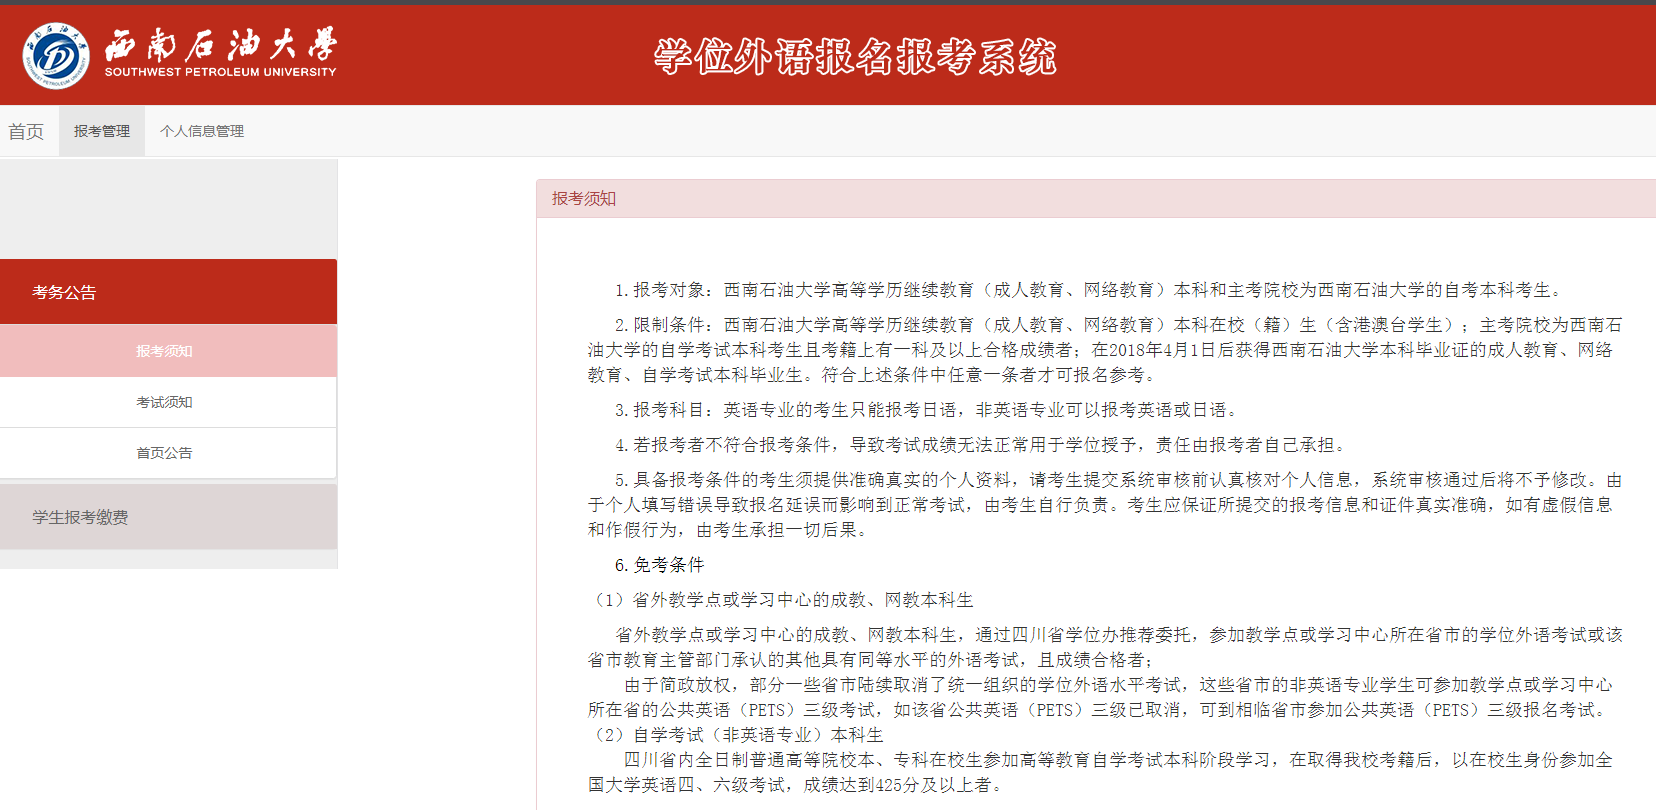 西南石油大学
SOUTHWEST PETROLEUM UNIVERSITY
学位外语报名报考系统
首页 报考管理 个人信息管理
考务公告
报考须知
考试须知
首页公告
学生报考缴费
报考须知
1.报考对象：西南石油大学高等学历继续教育（成人教育、网络教育）本科和主考院校为西南石油大学的自考本科考生。
2.限制条件：西南石油大学高等学历继续教育（成人教育、网络教育）本科在校（籍）生（含港澳台学生）；主考院校为西南石
油大学的自学考试本科考生且考籍上有一科及以上合格成绩者；在2018年4月1日后获得西南石油大学本科毕业证的成人教育、网络
教育、自学考试本科毕业生。符合上述条件中任意一条者才可报名参考。
3.报考科目：英语专业的考生只能报考日语，非英语专业可以报考英语或日语。
4.若报考者不符合报考条件，导致考试成绩无法正常用于学位授予，责任由报考者自己承担。
5.具备报考条件的考生须提供准确真实的个人资料，请考生提交系统审核前认真核对个人信息，系统审核通过后将不予修改。由
于个人填写错误导致报名延误而影响到正常考试，由考生自行负责。考生应保证所提交的报考信息和证件真实准确，如有虚假信息
和作假行为，由考生承担一切后果。
6.免考条件
（1）省外教学点或学习中心的成教、网教本科生
省外教学点或学习中心的成教、网教本科生，通过四川省学位办推荐委托，参加教学点或学习中心所在省市的学位外语考试或该
省市教育主管部门承认的其他具有同等水平的外语考试，且成绩合格者；
由于简政放权，部分一些省市陆续取消了统一组织的学位外语水平考试，这些省市的非英语专业学生可参加教学点或学习中心
所在省的公共英语（PETS）三级考试，如该省公共英语（PETS）三级已取消，可到相临省市参加公共英语（PETS）三级报名考试。
（2）自学考试（非英语专业）本科生
四川省内全日制普通高等院校本、专科在校生参加高等教育自学考试本科阶段学习，在取得我校考籍后，以在校生身份参加全
国大学英语四、六级考试，成绩达到425分及以上者。